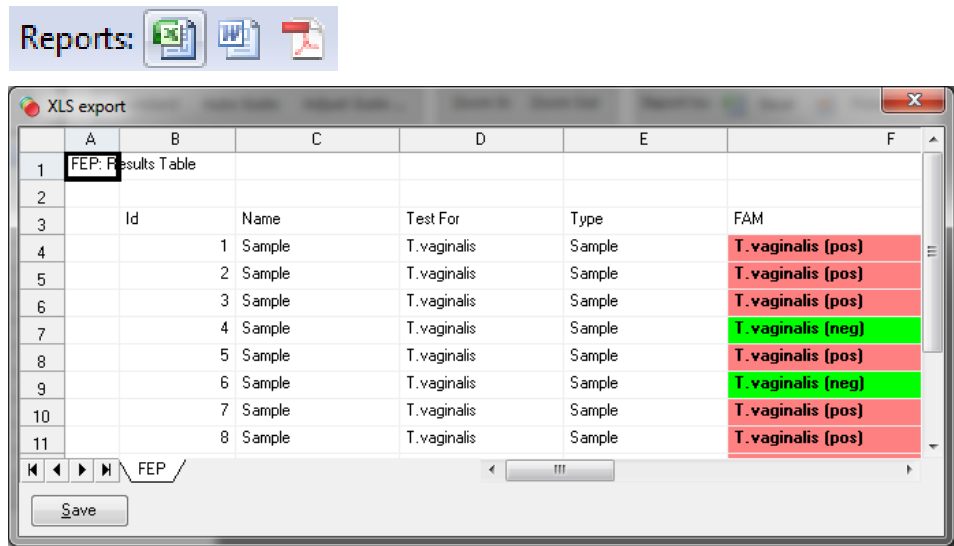 Reports:
XLS export
A B C D E F
1 FEP: Results Table
2
3 Id Name Test For Type FAM
4 1 Sample T.vaginalis Sample T.vaginalis (pos)
5 2 Sample T.vaginalis Sample T.vaginalis (pos)
6 3 Sample T.vaginalis Sample T.vaginalis (pos)
7 4 Sample T.vaginalis Sample T.vaginalis (neg)
8 5 Sample T.vaginalis Sample T.vaginalis (pos)
9 6 Sample T.vaginalis Sample T.vaginalis (neg)
10 7 Sample T.vaginalis Sample T.vaginalis (pos)
11 8 Sample T.vaginalis Sample T.vaginalis (pos)
FEP
Save